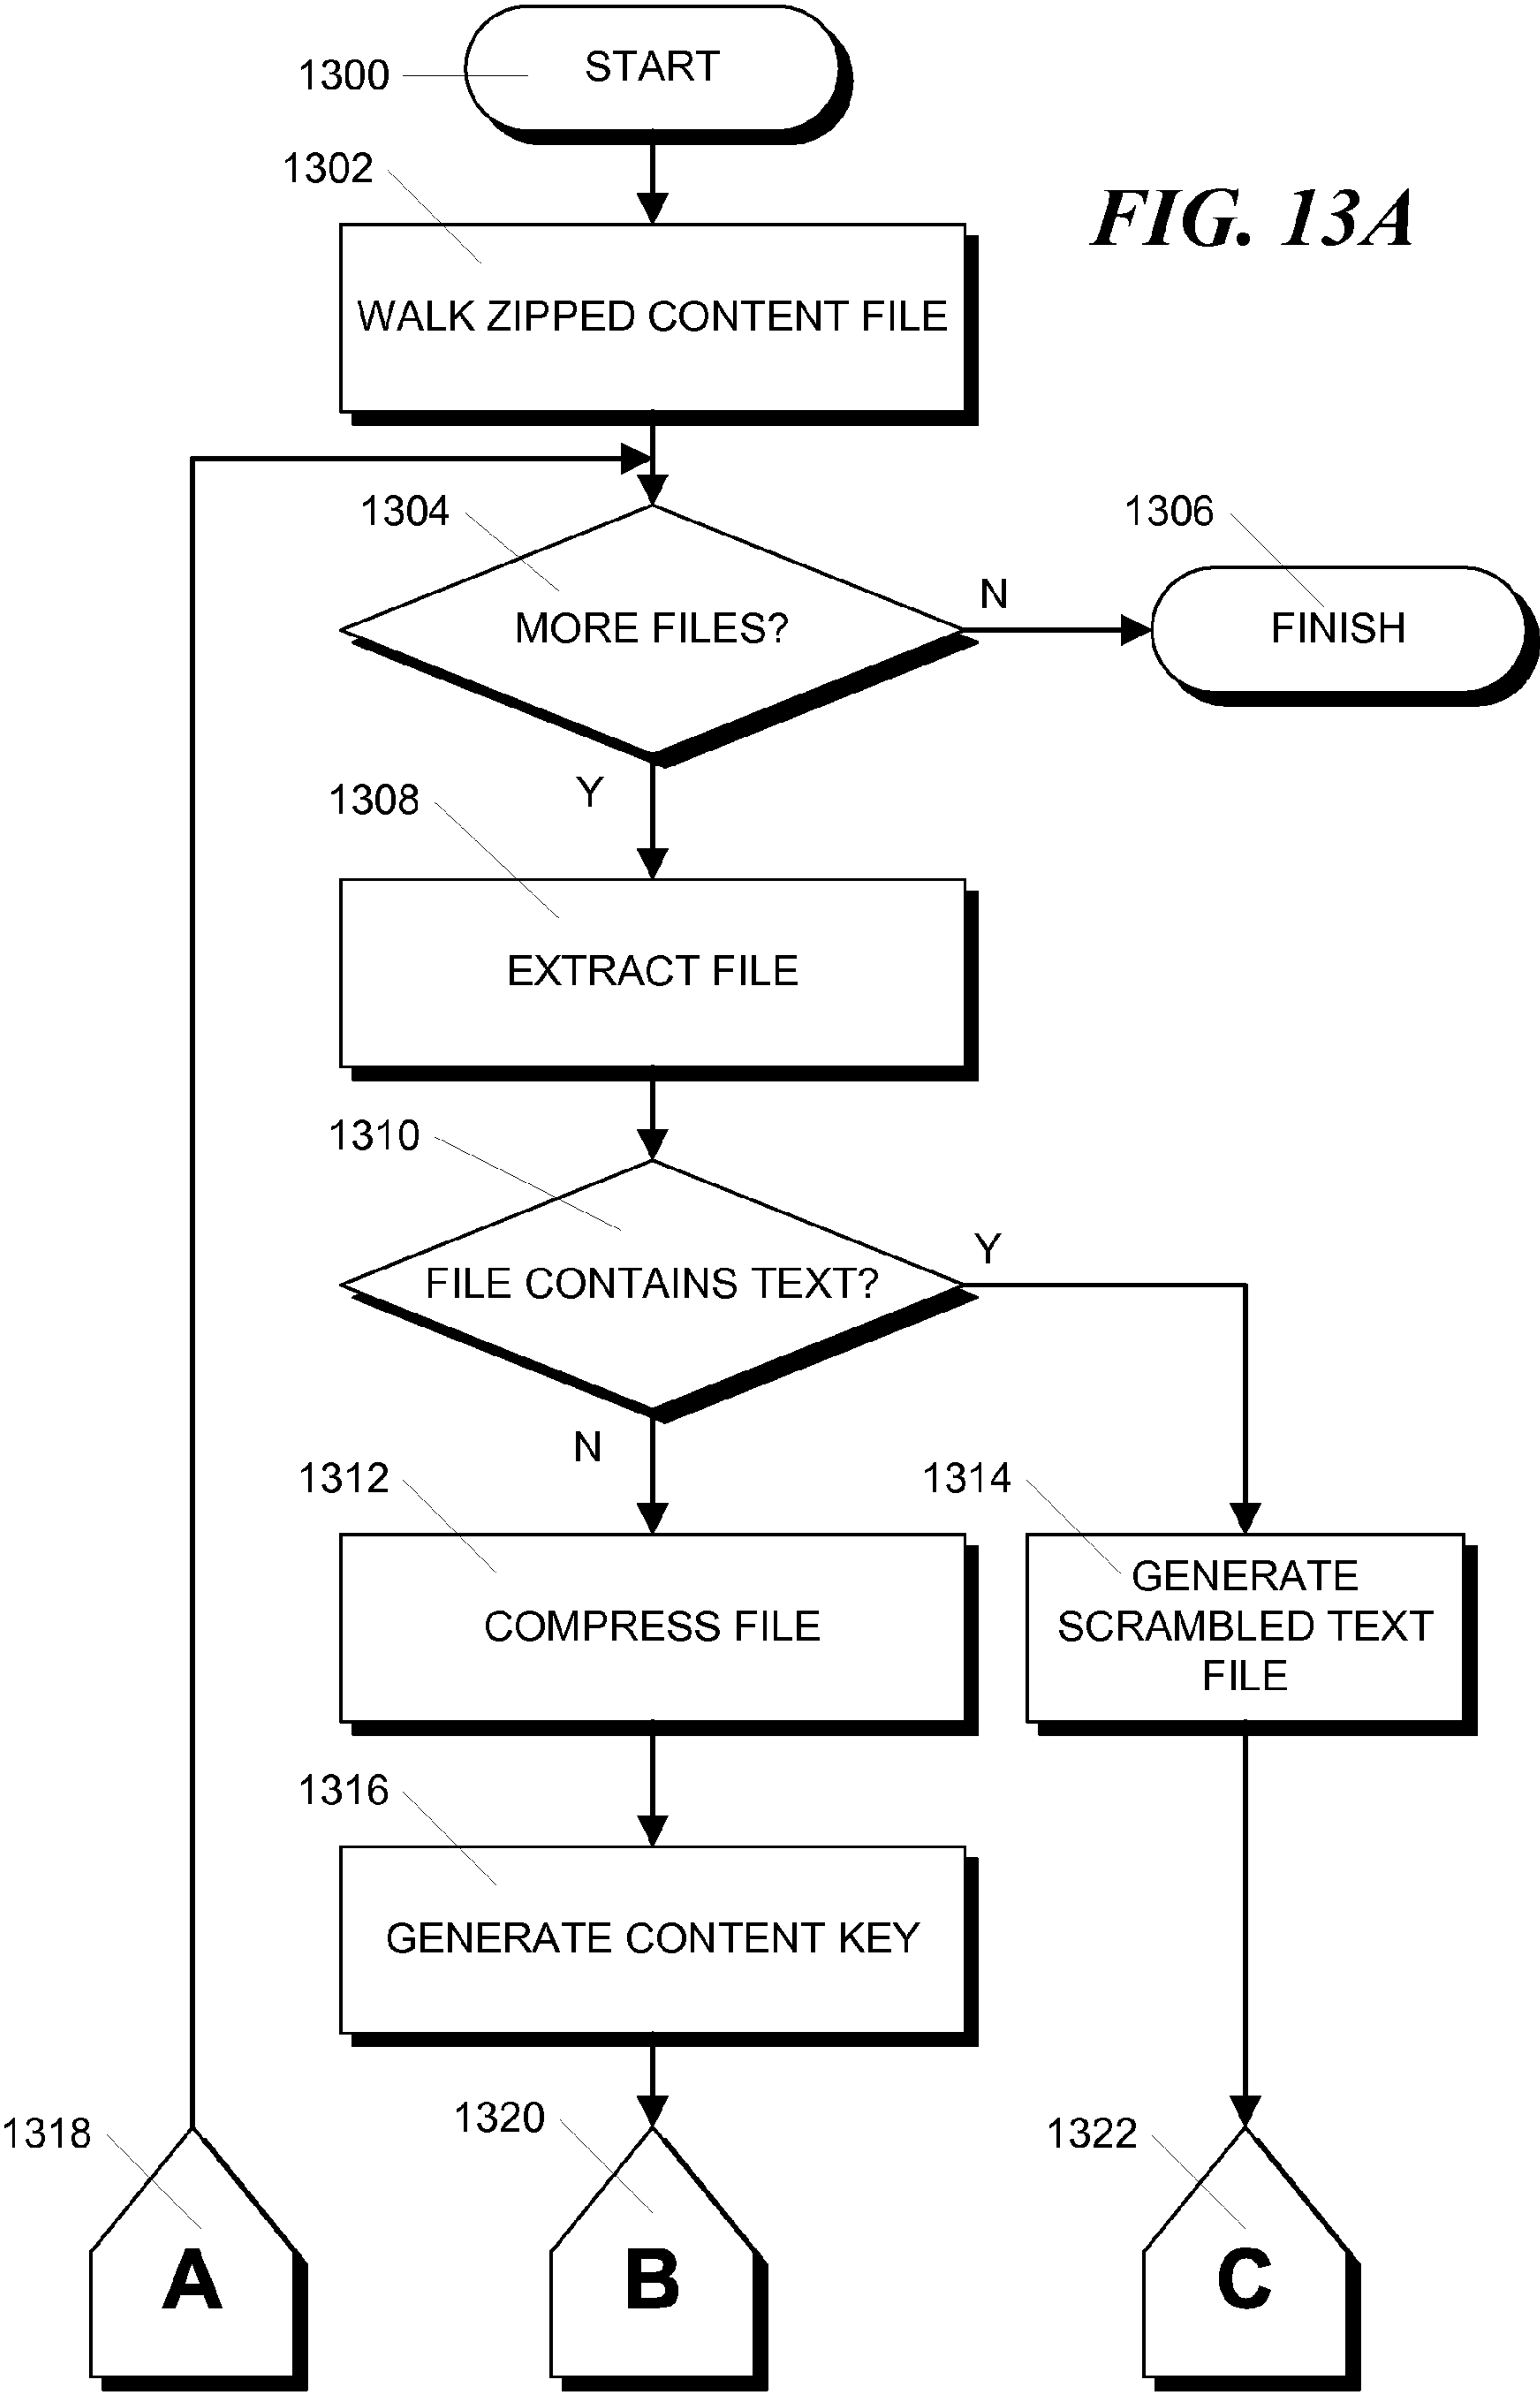 START
1300
1302
FIG. 13A
WALK ZIPPED CONTENT FILE
1304
1306
N
MORE FILES?
FINISH
Y
1308
EXTRACT FILE
1310
Y
FILE CONTAINS TEXT?
N
1312
1314
GENERATE
SCRAMBLED TEXT
FILE
COMPRESS FILE
1316
GENERATE CONTENT KEY
1318
1320
1322
A
B
C